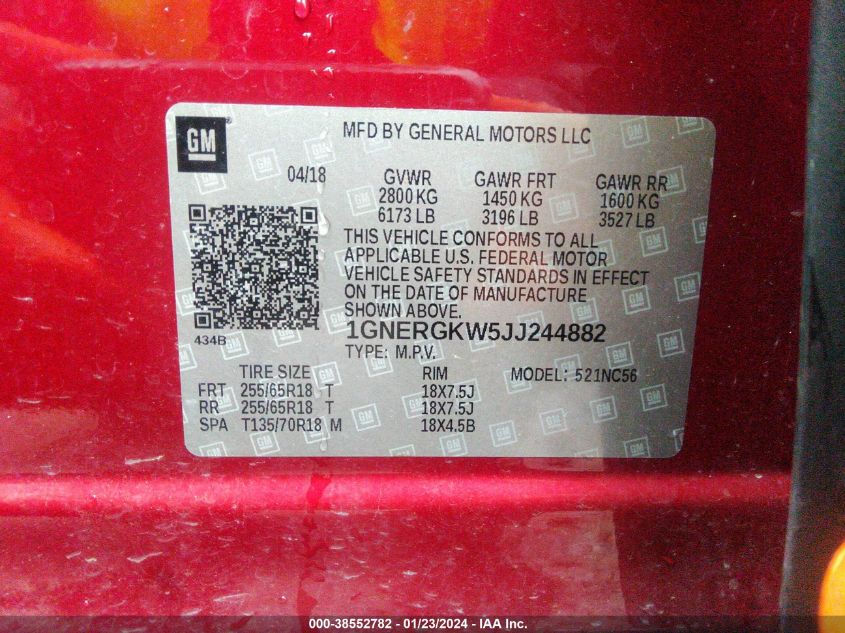 GM
MFD BY GENERAL MOTORS LLC
04/18
GVWR GAWR FRT GAWR RR
2800 KG 1450 KG 1600 KG
6173 LB 3196 LB 3527 LB
THIS VEHICLE CONFORMS TO ALL
APPLICABLE U.S. FEDERAL MOTOR
VEHICLE SAFETY STANDARDS IN EFFECT
ON THE DATE OF MANUFACTURE
SHOWN ABOVE.
434B
1GNERGKW5JJ244882
TYPE: M.P.V.
TIRE SIZE RIM MODEL: 521NC56
FRT 255/65R18 T 18X7.5J
RR 255/65R18 T 18X7.5J
SPA T135/70R18 M 18X4.5B
000-38552782 - 01/23/2024 - IAA Inc.